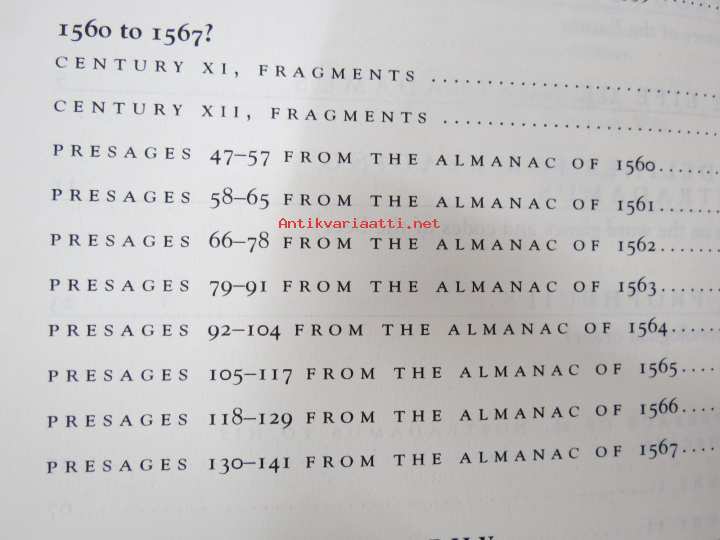 1560 to 1567?
CENTURY XI, FRAGMENTS ..............................
CENTURY XII, FRAGMENTS ............................
PRESAGES 47–57 FROM THE ALMANAC OF 1560.....
PRESAGES 58–65 FROM THE ALMANAC OF 1561.....
Antikvariaatti.net
PRESAGES 66–78 FROM THE ALMANAC OF 1562.....
PRESAGES 79–91 FROM THE ALMANAC OF 1563.....
PRESAGES 92–104 FROM THE ALMANAC OF 1564....
PRESAGES 105–117 FROM THE ALMANAC OF 1565....
PRESAGES 118–129 FROM THE ALMANAC OF 1566....
PRESAGES 130–141 FROM THE ALMANAC OF 1567....